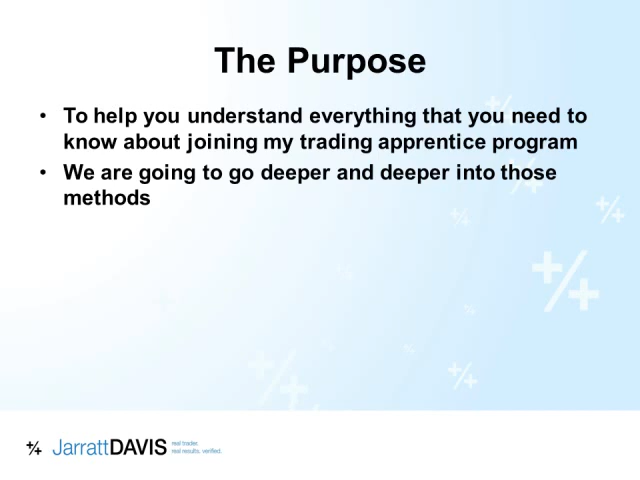 The Purpose
• To help you understand everything that you need to
know about joining my trading apprentice program
• We are going to go deeper and deeper into those
methods
JarrattDAVIS
real trades.
real results. verified.